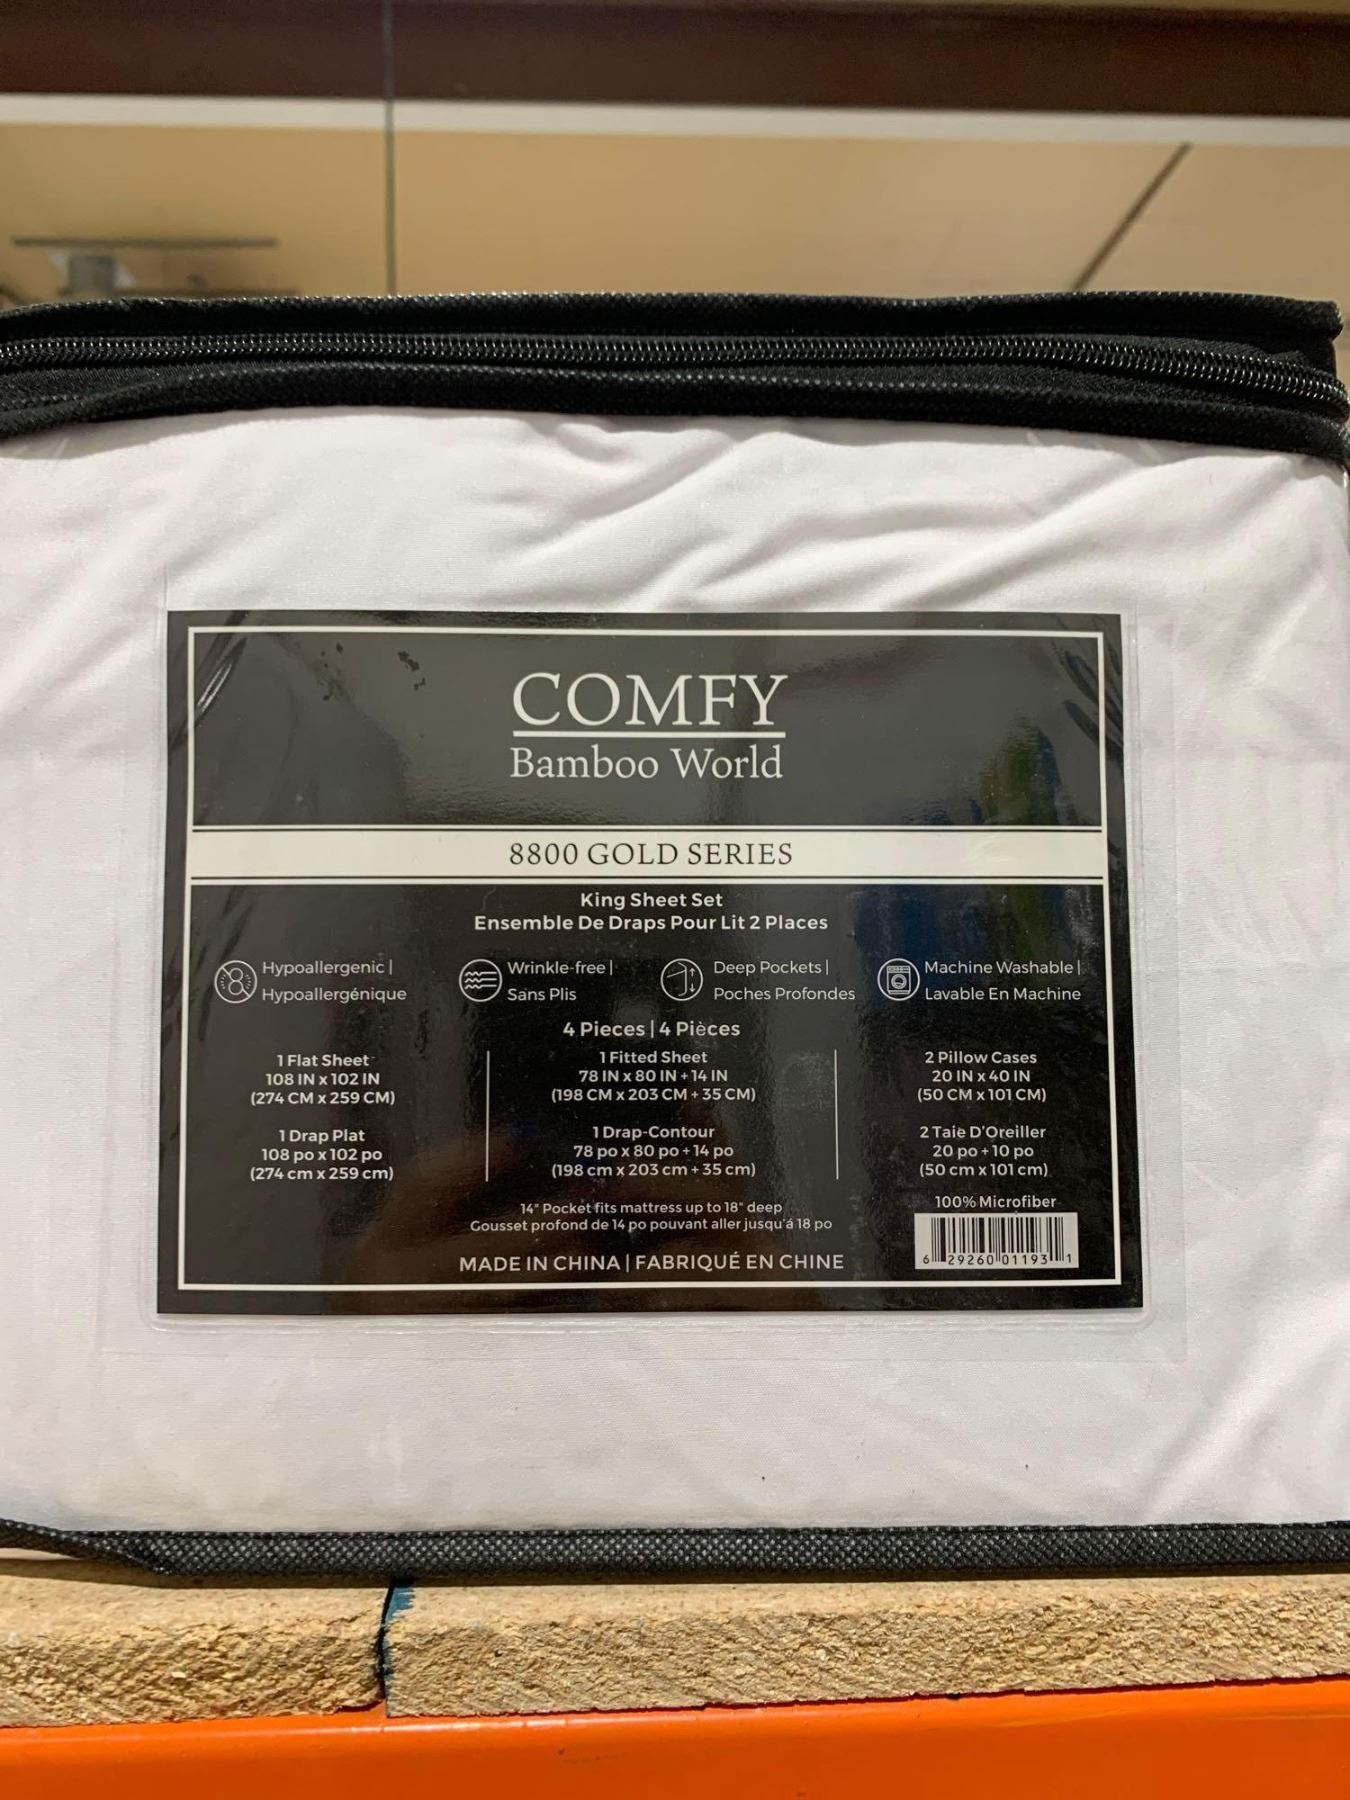 COMFY
Bamboo World
8800 GOLD SERIES
King Sheet Set
Ensemble De Draps Pour Lit 2 Places
Hypoallergenic |
Hypoallergénique
Wrinkle-free |
Sans Plis
Deep Pockets |
Poches Profondes
Machine Washable |
Lavable En Machine
4 Pieces | 4 Pièces
1 Flat Sheet
108 IN x 102 IN
(274 CM x 259 CM)
1 Drap Plat
108 po x 102 po
(274 cm x 259 cm)
1 Fitted Sheet
78 IN x 80 IN + 14 IN
(198 CM x 203 CM + 35 CM)
1 Drap-Contour
78 po x 80 po + 14 po
(198 cm x 203 cm + 35 cm)
2 Pillow Cases
20 IN x 40 IN
(50 CM x 101 CM)
2 Taie D'Oreiller
20 po + 10 po
(50 cm x 101 cm)
14" Pocket fits mattress up to 18" deep
Gousset profond de 14 po pouvant aller jusqu'á 18 po
MADE IN CHINA | FABRIQUÉ EN CHINE
100% Microfiber
6 29260 01193 1